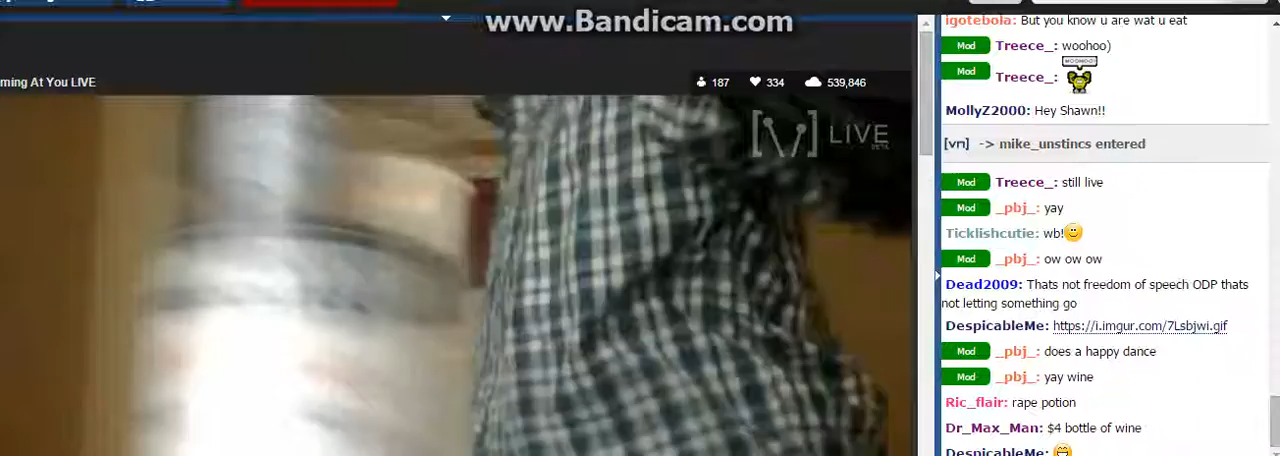 www.Bandicam.com
ming At You LIVE
187 334 539,846
[\/] LIVE
BETA
igotebola: But you know u are wat u eat
Mod Treece_: woohoo)
WOOHOO!
Mod Treece_:
MollyZ2000: Hey Shawn!!
[vn] -> mike_unstincs entered
Mod Treece_: still live
Mod _pbj_: yay
Ticklishcutie: wb!
Mod _pbj_: ow ow ow
Dead2009: Thats not freedom of speech ODP thats
not letting something go
DespicableMe: https://i.imgur.com/7Lsbjwi.gif
Mod _pbj_: does a happy dance
Mod _pbj_: yay wine
Ric_flair: rape potion
Dr_Max_Man: $4 bottle of wine
DespicableMe: